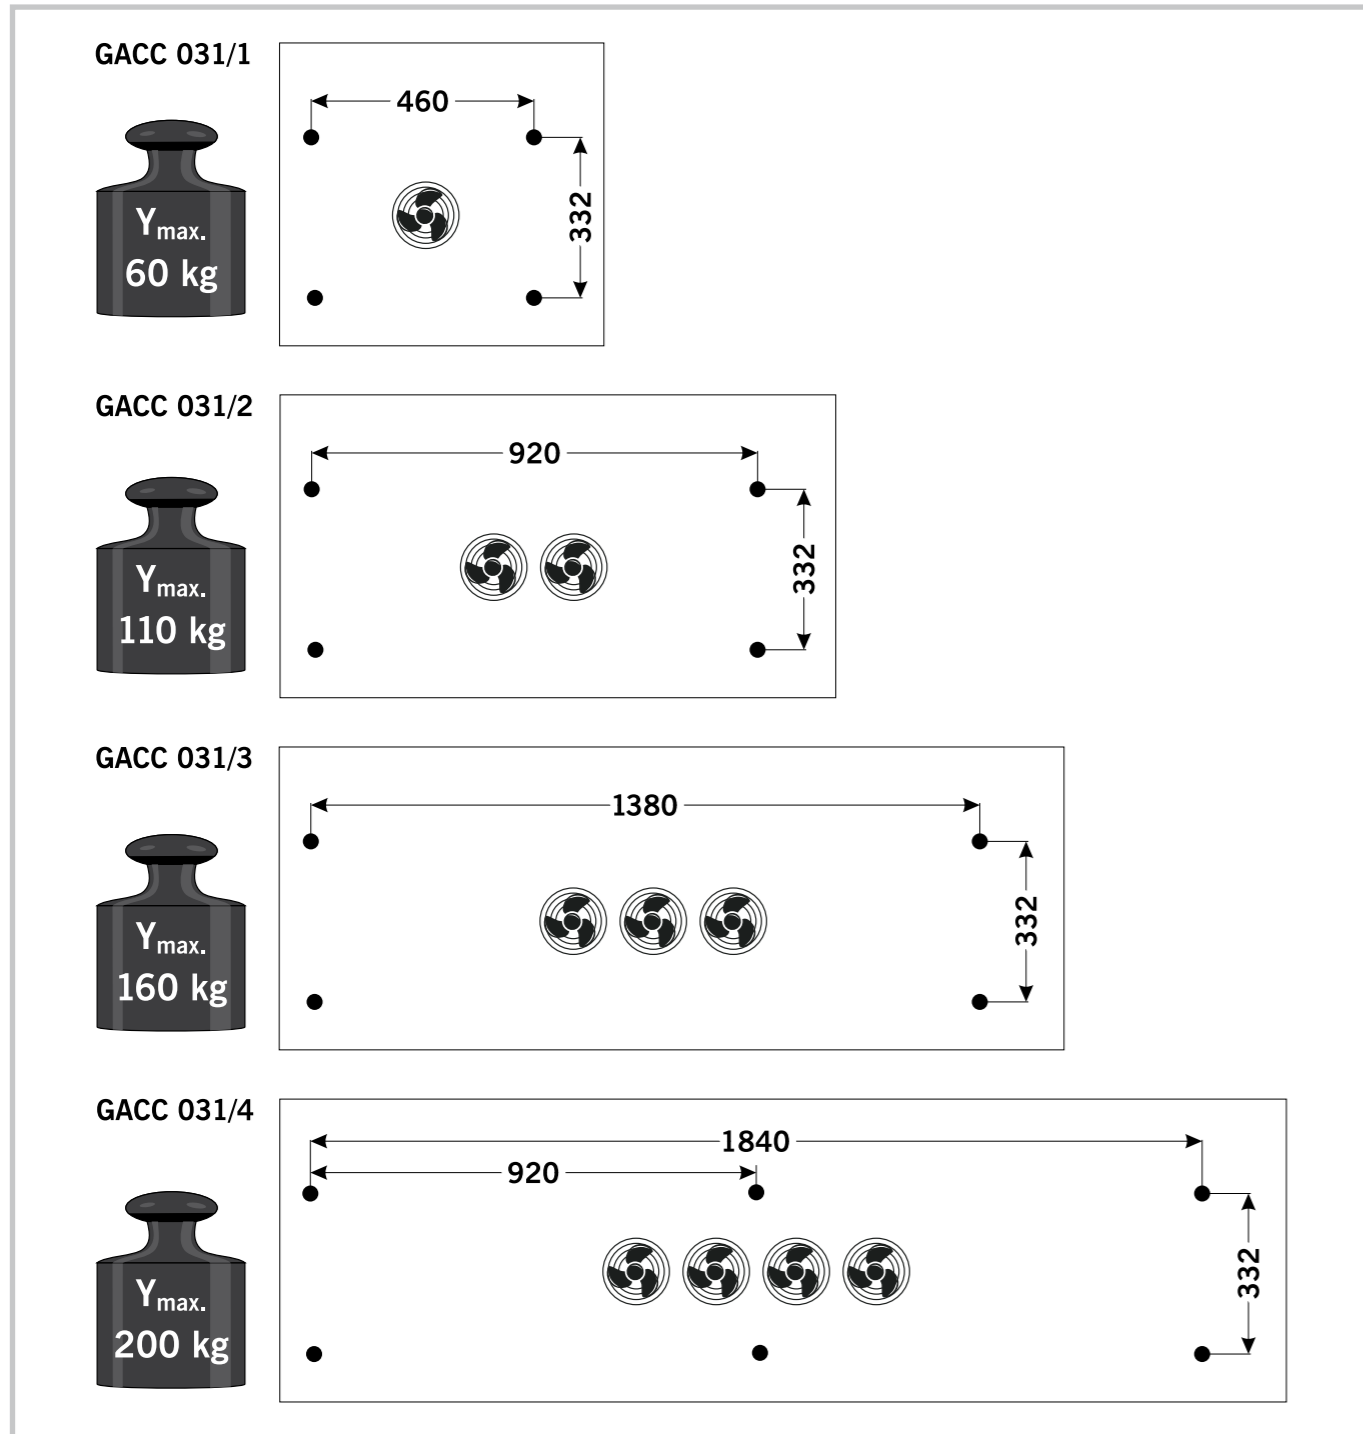 GACC 031/1
460
332
Ymax.
60 kg
GACC 031/2
920
332
Ymax.
110 kg
GACC 031/3
1380
332
Ymax.
160 kg
GACC 031/4
1840
920
332
Ymax.
200 kg